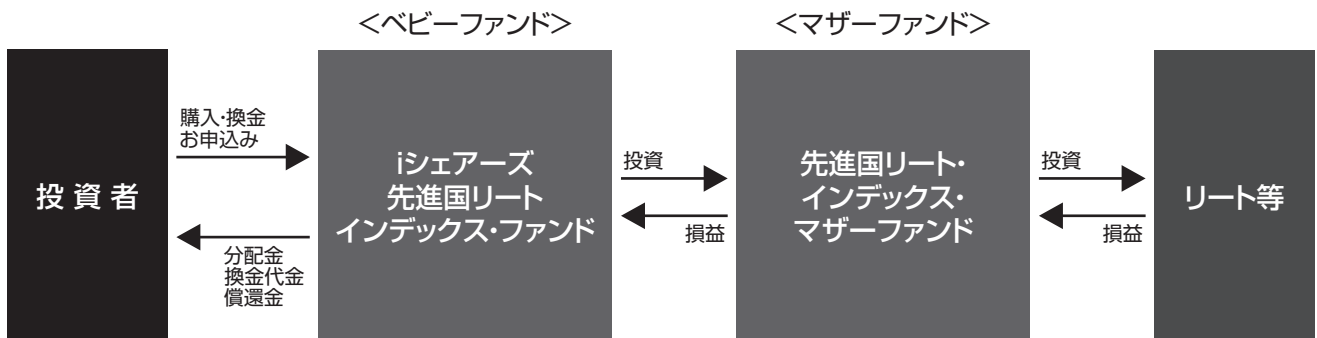 <ベビーファンド>
<マザーファンド>
投資者
購入・換金
お申込み
分配金
換金代金
償還金
iシェアーズ
先進国リート
インデックス・ファンド
投資
損益
先進国リート・
インデックス・
マザーファンド
投資
損益
リート等